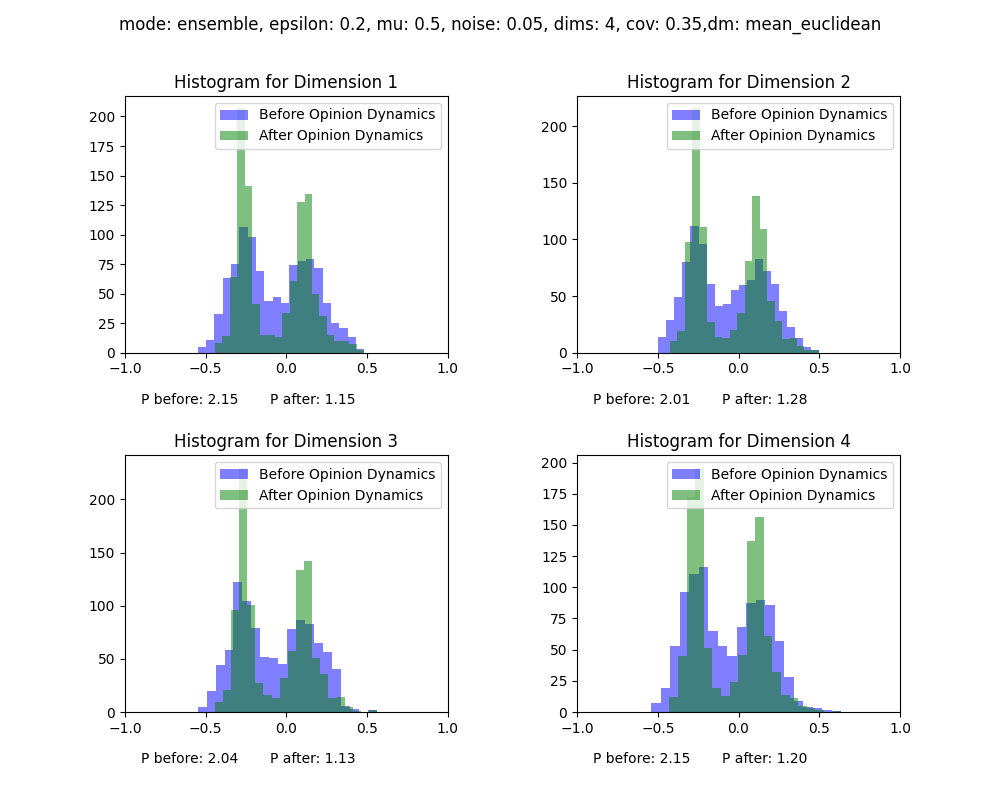 mode: ensemble, epsilon: 0.2, mu: 0.5, noise: 0.05, dims: 4, cov: 0.35,dm: mean_euclidean
Histogram for Dimension 1
Before Opinion Dynamics
After Opinion Dynamics
200
175
150
125
100
75
50
25
0
−1.0 −0.5 0.0 0.5 1.0
P before: 2.15 P after: 1.15
Histogram for Dimension 2
Before Opinion Dynamics
After Opinion Dynamics
200
150
100
50
0
−1.0 −0.5 0.0 0.5 1.0
P before: 2.01 P after: 1.28
Histogram for Dimension 3
Before Opinion Dynamics
After Opinion Dynamics
200
150
100
50
0
−1.0 −0.5 0.0 0.5 1.0
P before: 2.04 P after: 1.13
Histogram for Dimension 4
Before Opinion Dynamics
After Opinion Dynamics
200
175
150
125
100
75
50
25
0
−1.0 −0.5 0.0 0.5 1.0
P before: 2.15 P after: 1.20